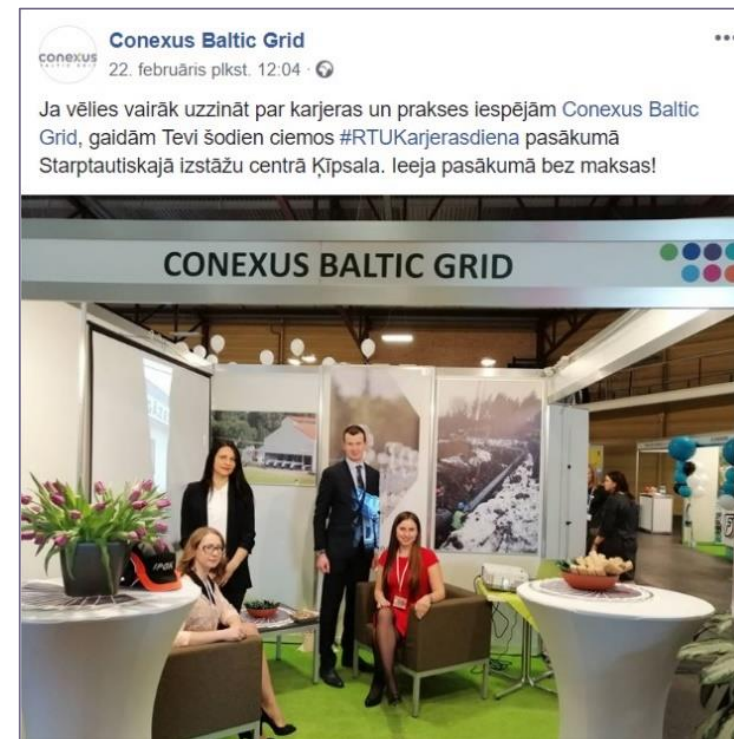 conexus
BALTIC GRID
Conexus Baltic Grid
22. februāris plkst. 12:04
Ja vēlies vairāk uzzināt par karjeras un prakses iespējām Conexus Baltic
Grid, gaidām Tevi šodien ciemos #RTUKarjerasdiena pasākumā
Starptautiskajā izstāžu centrā Ķīpsala. Ieeja pasākumā bez maksas!
CONEXUS BALTIC GRID